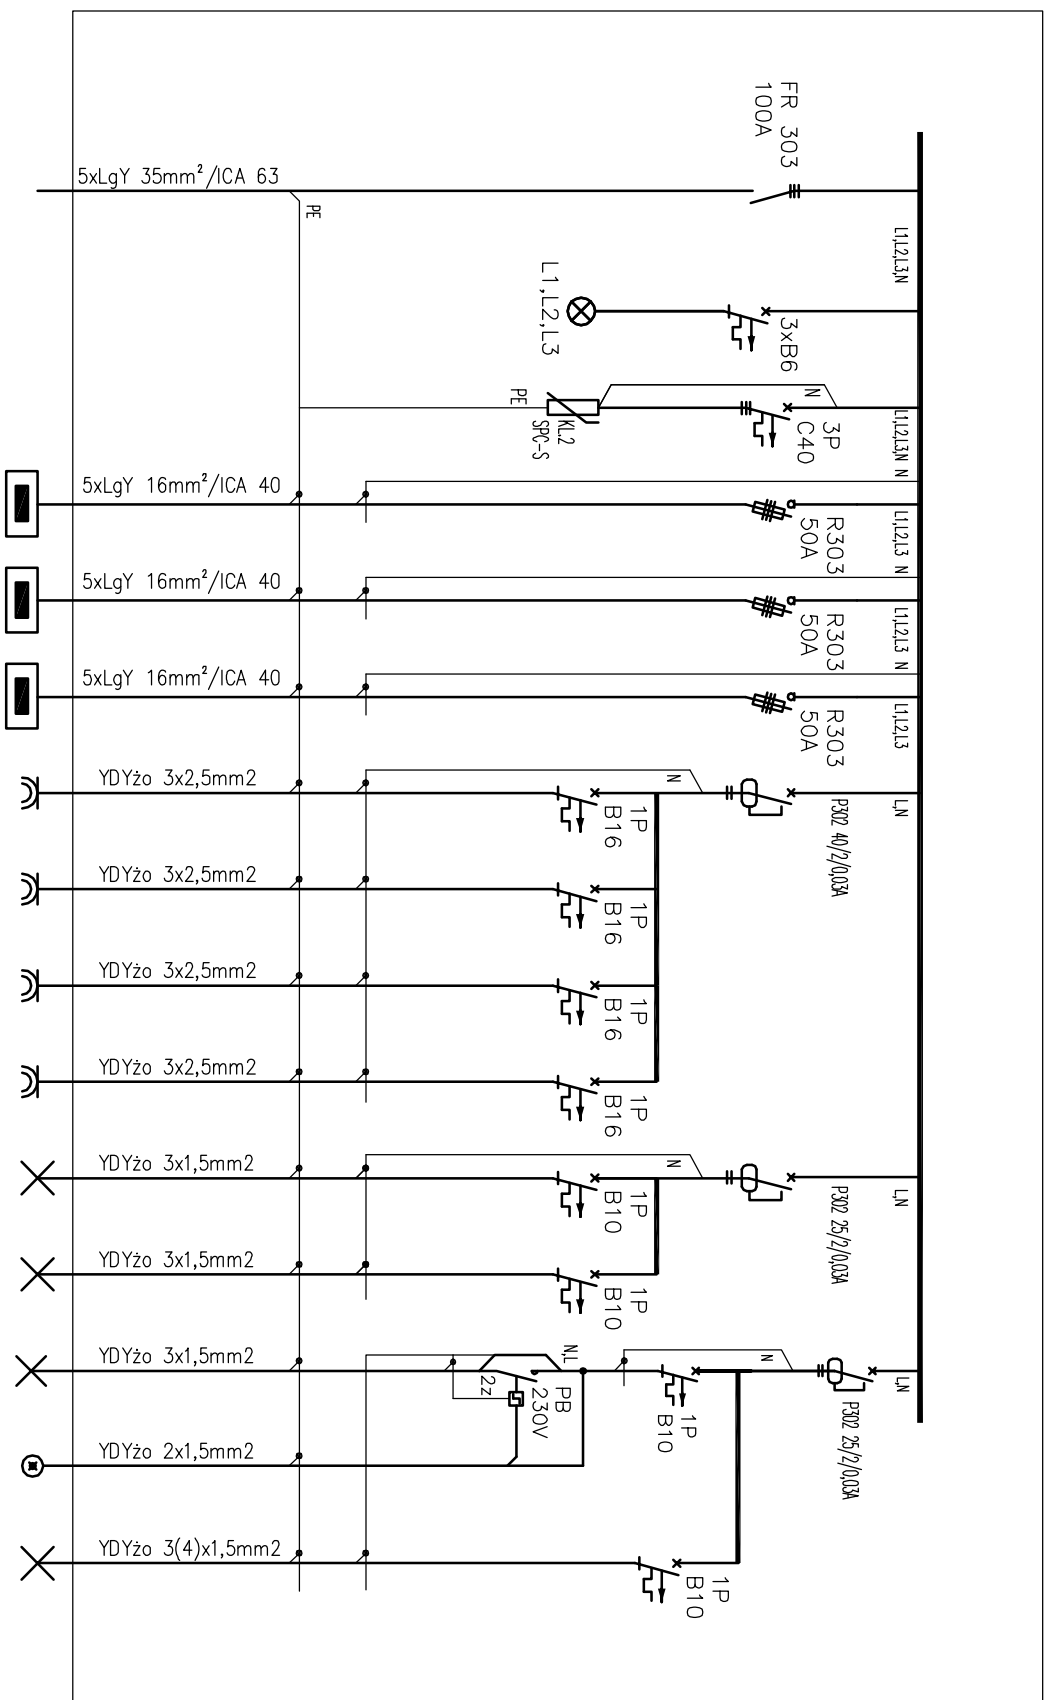 FR 303
100A
5xLgY 35mm²/ICA 63
PE
L1,L2,L3,N
L1,L2,L3
3xB6
N
PE
KL.2
SPC-S
3P
C40
L1,L2,L3,N
N
5xLgY 16mm²/ICA 40
R303
50A
L1,L2,L3
N
5xLgY 16mm²/ICA 40
R303
50A
L1,L2,L3
N
5xLgY 16mm²/ICA 40
R303
50A
L1,L2,L3
YDYżo 3x2,5mm2
1P
B16
N
P302 40/2/0,03A
L,N
YDYżo 3x2,5mm2
1P
B16
YDYżo 3x2,5mm2
1P
B16
YDYżo 3x2,5mm2
1P
B16
YDYżo 3x1,5mm2
1P
B10
N
P302 25/2/0,03A
L,N
YDYżo 3x1,5mm2
1P
B10
YDYżo 3x1,5mm2
N,L
2z
PB
230V
1P
B10
N
P302 25/2/0,03A
L,N
YDYżo 2x1,5mm2
YDYżo 3(4)x1,5mm2
1P
B10